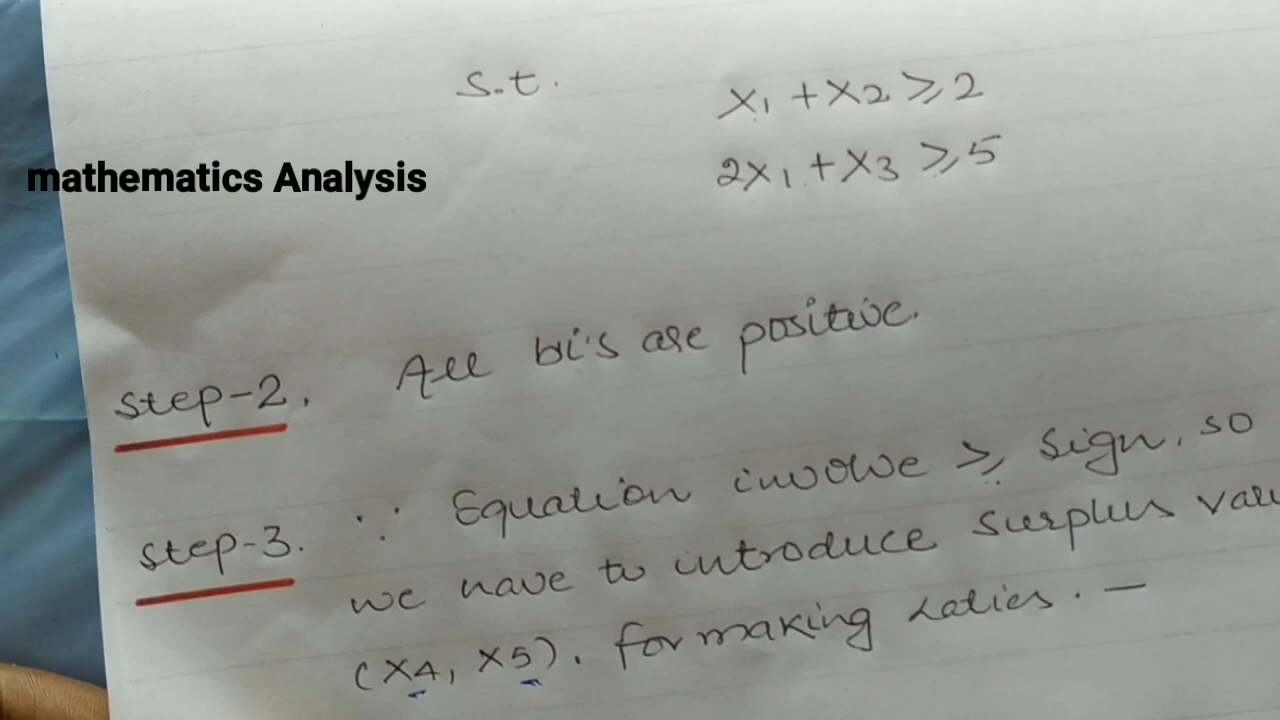 S.t. x₁ + x₂ ≥ 2
2x₁ + x₃ ≥ 5
mathematics Analysis
step-2. All bi's are positive.
step-3. ∵ Equation involve ≥ sign, so
we have to introduce surplus
(x4, x5). for making